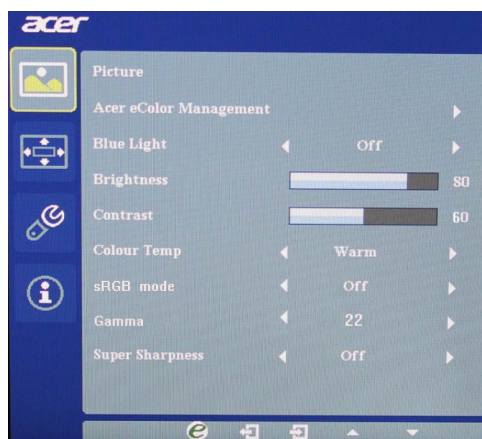 acer
Picture
Acer eColor Management
Blue Light Off
Brightness 80
Contrast 60
Colour Temp Warm
sRGB mode Off
Gamma 22
Super Sharpness Off
e